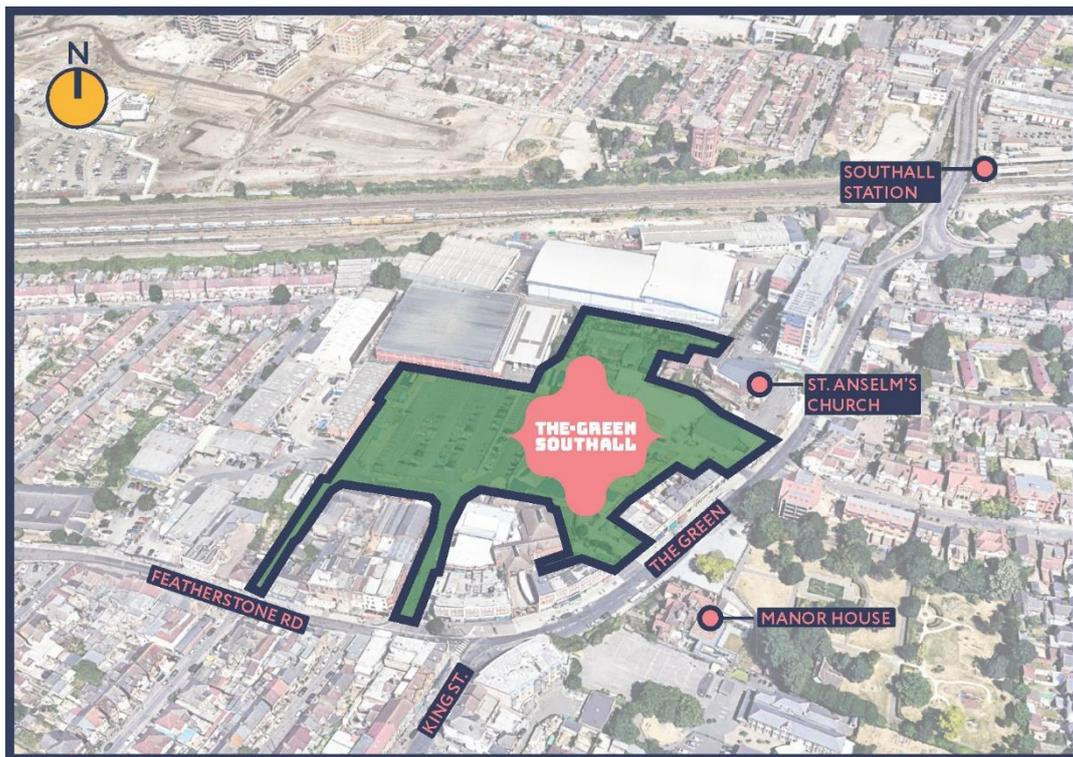 N
SOUTHALL
STATION
ST. ANSELM'S
CHURCH
THE•GREEN
SOUTHALL
THE GREEN
FEATHERSTONE RD
MANOR HOUSE
KING ST.